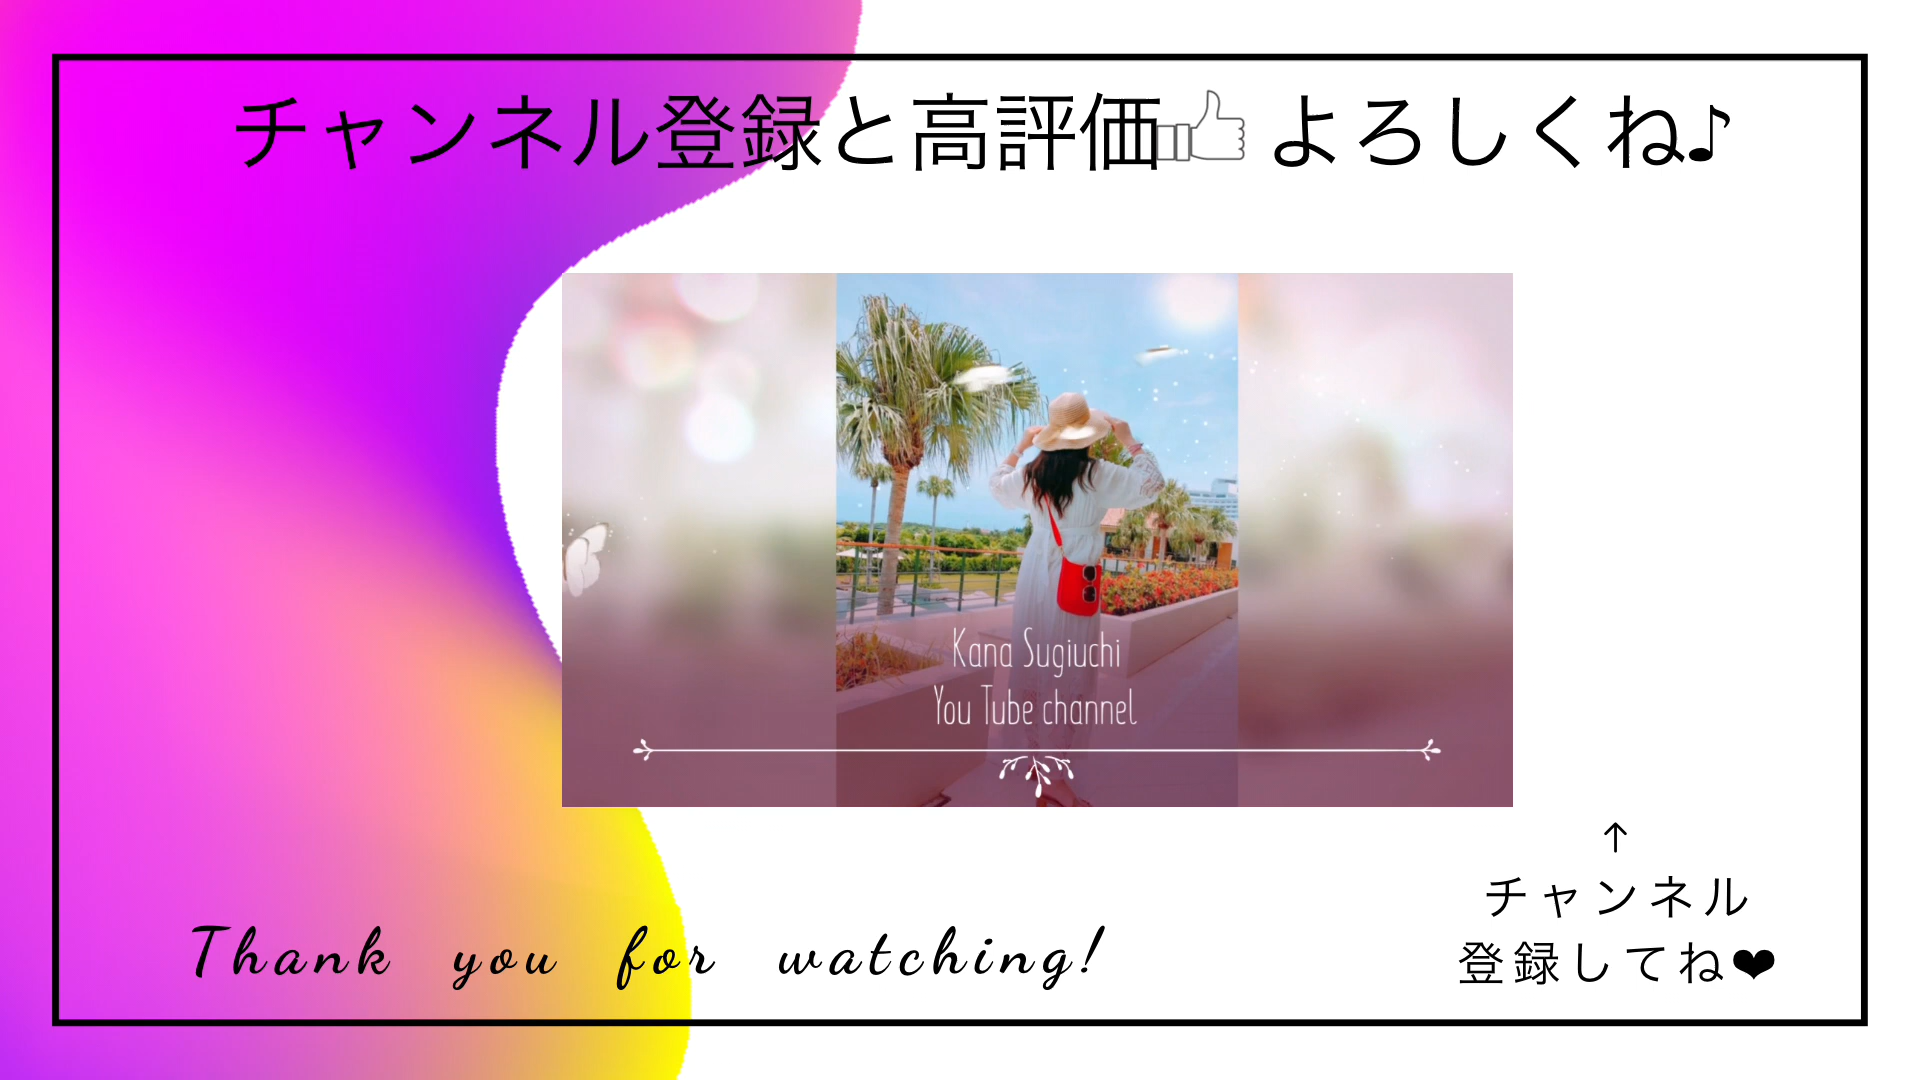 チャンネル登録と高評価👍よろしくね♪
Kana Sugiuchi
You Tube channel
↑
チャンネル
登録してね❤
Thank you for watching!